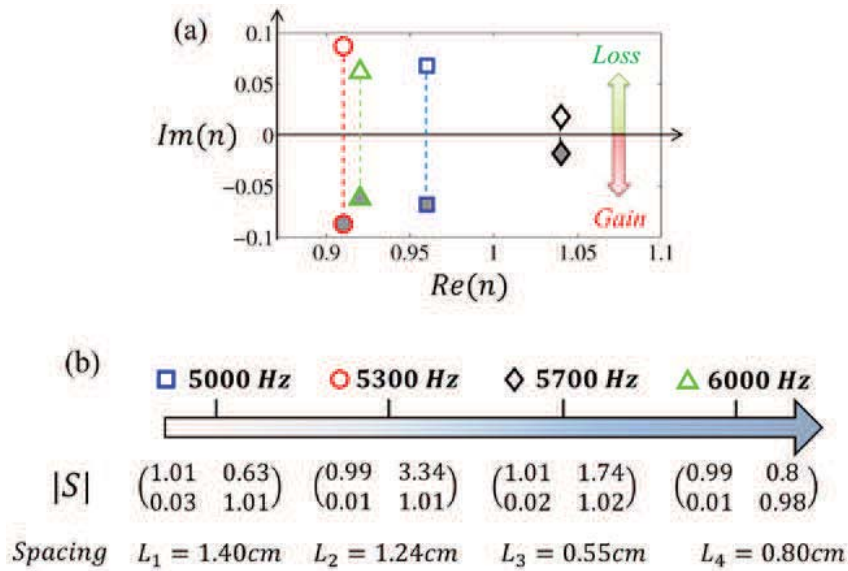 (a)
0.1
0.05
0
−0.05
−0.1
Im(n)
Loss
Gain
0.9 0.95 1 1.05 1.1
Re(n)
(b)
5000 Hz 5300 Hz 5700 Hz 6000 Hz
|S| (1.01 0.63 0.03 1.01) (0.99 3.34 0.01 1.01) (1.01 1.74 0.02 1.02) (0.99 0.8 0.01 0.98)
Spacing L₁ = 1.40cm L₂ = 1.24cm L₃ = 0.55cm L₄ = 0.80cm